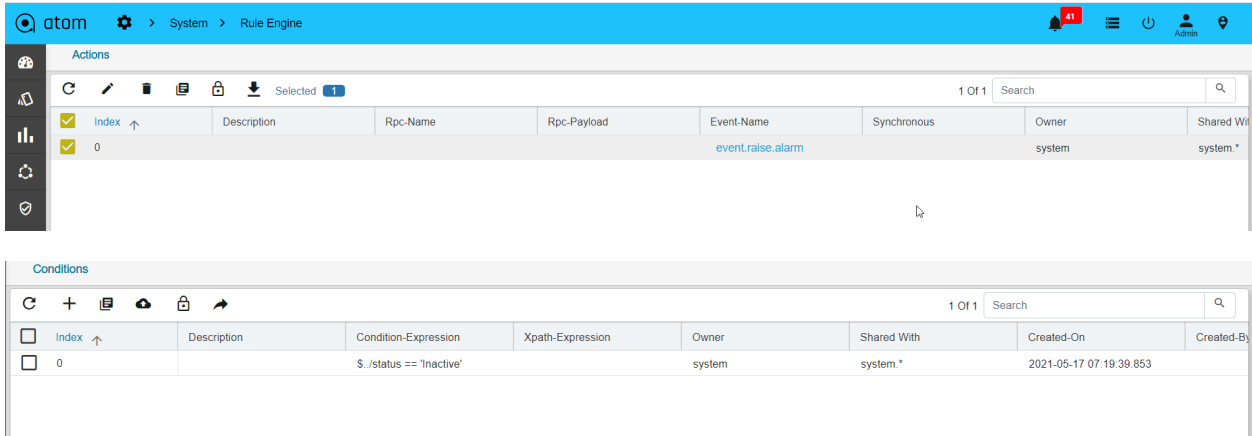 atom > System > Rule Engine 41 Admin
Actions
Selected 1 1 Of 1 Search
Index Description Rpc-Name Rpc-Payload Event-Name Synchronous Owner Shared Wit
0 event.raise.alarm system system.*
Conditions
1 Of 1 Search
Index Description Condition-Expression Xpath-Expression Owner Shared With Created-On Created-By
0 $../status == 'Inactive' system system.* 2021-05-17 07:19:39.853